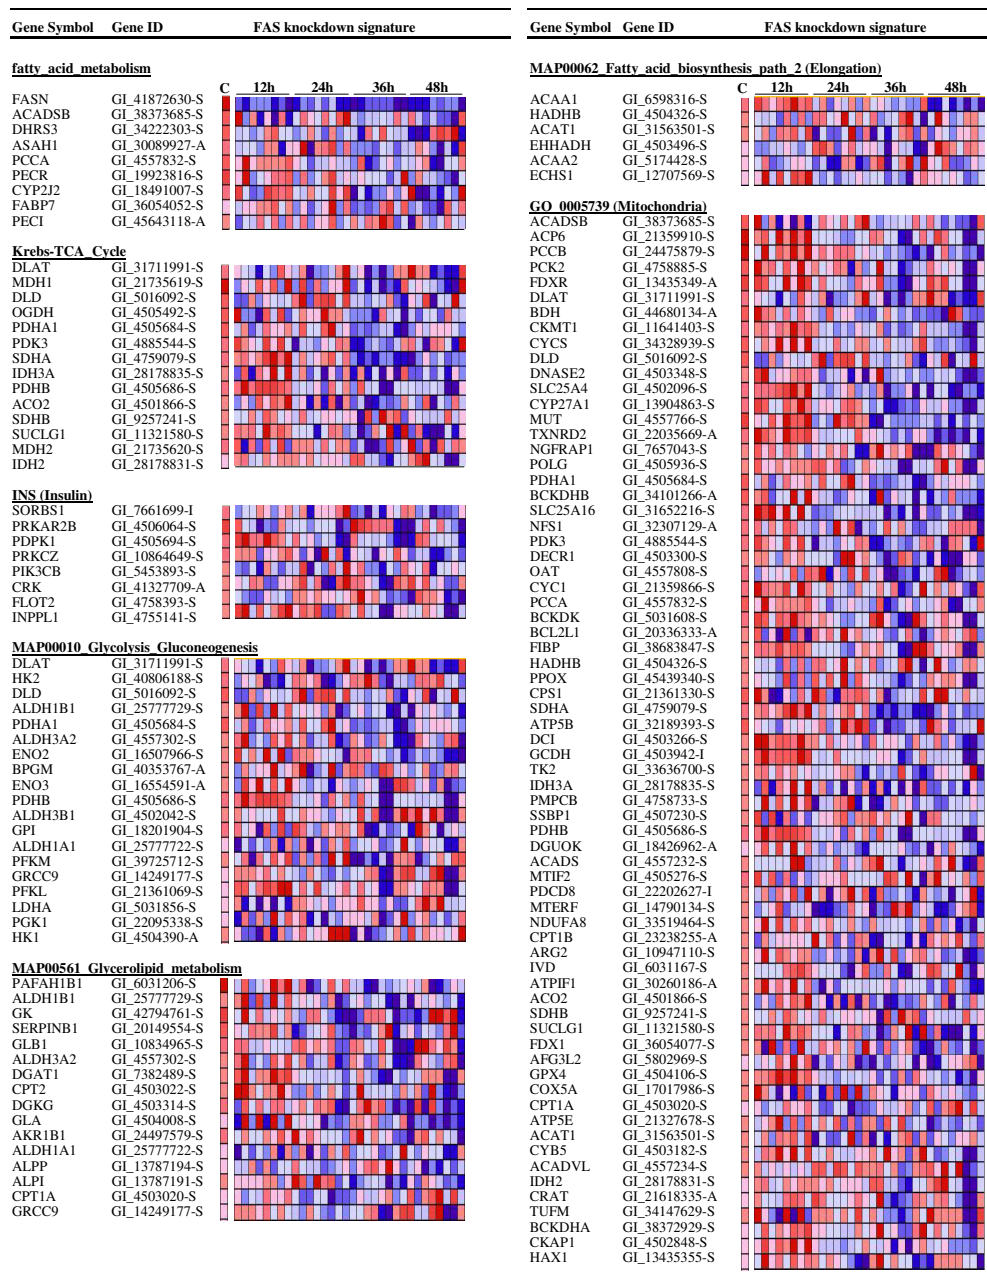 Gene Symbol Gene ID FAS knockdown signature
fatty_acid_metabolism
C 12h 24h 36h 48h
FASN GI_41872630-S
ACADSB GI_38373685-S
DHRS3 GI_34222303-S
ASAH1 GI_30089927-A
PCCA GI_4557832-S
PECR GI_19923816-S
CYP2J2 GI_18491007-S
FABP7 GI_36054052-S
PECI GI_45643118-A
Krebs-TCA_Cycle
DLAT GI_31711991-S
MDH1 GI_21735619-S
DLD GI_5016092-S
OGDH GI_4505492-S
PDHA1 GI_4505684-S
PDK3 GI_4885544-S
SDHA GI_4759079-S
IDH3A GI_28178835-S
PDHB GI_4505686-S
ACO2 GI_4501866-S
SDHB GI_9257241-S
SUCLG1 GI_11321580-S
MDH2 GI_21735620-S
IDH2 GI_28178831-S
INS (Insulin)
SORBS1 GI_7661699-I
PRKAR2B GI_4506064-S
PDPK1 GI_4505694-S
PRKCZ GI_10864649-S
PIK3CB GI_5453893-S
CRK GI_41327709-A
FLOT2 GI_4758393-S
INPPL1 GI_4755141-S
MAP00010_Glycolysis_Gluconeogenesis
DLAT GI_31711991-S
HK2 GI_40806188-S
DLD GI_5016092-S
ALDH1B1 GI_25777729-S
PDHA1 GI_4505684-S
ALDH3A2 GI_4557302-S
ENO2 GI_16507966-S
BPGM GI_40353767-A
ENO3 GI_16554591-A
PDHB GI_4505686-S
ALDH3B1 GI_4502042-S
GPI GI_18201904-S
ALDH1A1 GI_25777722-S
PFKM GI_39725712-S
GRCC9 GI_14249177-S
PFKL GI_21361069-S
LDHA GI_5031856-S
PGK1 GI_22095338-S
HK1 GI_4504390-A
MAP00561_Glycerolipid_metabolism
PAFAH1B1 GI_6031206-S
ALDH1B1 GI_25777729-S
GK GI_42794761-S
SERPINB1 GI_20149554-S
GLB1 GI_10834965-S
ALDH3A2 GI_4557302-S
DGAT1 GI_7382489-S
CPT2 GI_4503022-S
DGKG GI_4503314-S
GLA GI_4504008-S
AKR1B1 GI_24497579-S
ALDH1A1 GI_25777722-S
ALPP GI_13787194-S
ALPI GI_13787191-S
CPT1A GI_4503020-S
GRCC9 GI_14249177-S
Gene Symbol Gene ID FAS knockdown signature
MAP00062_Fatty_acid_biosynthesis_path_2 (Elongation)
C 12h 24h 36h 48h
ACAA1 GI_6598316-S
HADHB GI_4504326-S
ACAT1 GI_31563501-S
EHHADH GI_4503496-S
ACAA2 GI_5174428-S
ECHS1 GI_12707569-S
GO_0005739 (Mitochondria)
ACADSB GI_38373685-S
ACP6 GI_21359910-S
PCCB GI_24475879-S
PCK2 GI_4758885-S
FDXR GI_13435349-A
DLAT GI_31711991-S
BDH GI_44680134-A
CKMT1 GI_11641403-S
CYCS GI_34328939-S
DLD GI_5016092-S
DNASE2 GI_4503348-S
SLC25A4 GI_4502096-S
CYP27A1 GI_13904863-S
MUT GI_4557766-S
TXNRD2 GI_22035669-A
NGFRAP1 GI_7657043-S
POLG GI_4505936-S
PDHA1 GI_4505684-S
BCKDHB GI_34101266-A
SLC25A16 GI_31652216-S
NFS1 GI_32307129-A
PDK3 GI_4885544-S
DECR1 GI_4503300-S
OAT GI_4557808-S
CYC1 GI_21359866-S
PCCA GI_4557832-S
BCKDK GI_5031608-S
BCL2L1 GI_20336333-A
FIBP GI_38683847-S
HADHB GI_4504326-S
PPOX GI_45439340-S
CPS1 GI_21361330-S
SDHA GI_4759079-S
ATP5B GI_32189393-S
DCI GI_4503266-S
GCDH GI_4503942-I
TK2 GI_33636700-S
IDH3A GI_28178835-S
PMPCB GI_4758733-S
SSBP1 GI_4507230-S
PDHB GI_4505686-S
DGUOK GI_18426962-A
ACADS GI_4557232-S
MTIF2 GI_4505276-S
PDCD8 GI_22202627-I
MTERF GI_14790134-S
NDUFA8 GI_33519464-S
CPT1B GI_23238255-A
ARG2 GI_10947110-S
IVD GI_6031167-S
ATPIF1 GI_30260186-A
ACO2 GI_4501866-S
SDHB GI_9257241-S
SUCLG1 GI_11321580-S
FDX1 GI_36054077-S
AFG3L2 GI_5802969-S
GPX4 GI_4504106-S
COX5A GI_17017986-S
CPT1A GI_4503020-S
ATP5E GI_21327678-S
ACAT1 GI_31563501-S
CYB5 GI_4503182-S
ACADVL GI_4557234-S
IDH2 GI_28178831-S
CRAT GI_21618335-A
TUFM GI_34147629-S
BCKDHA GI_38372929-S
CKAP1 GI_4502848-S
HAX1 GI_13435355-S